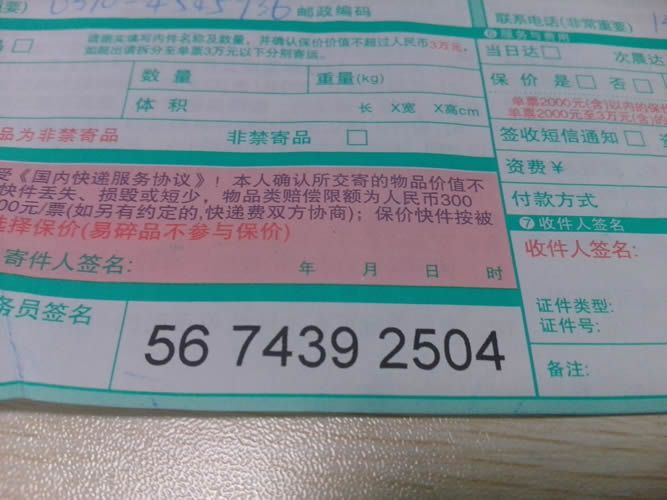 要) 0510-4545736 邮政编码
请据实填写内件名称及数量，并确认保价价值不超过人民币3万元，
如超出请拆分至单票3万元以下分别寄运。
数量
重量(kg)
体积
长 X宽 X高cm
品为非禁寄品
非禁寄品
受《国内快递服务协议》！本人确认所交寄的物品价值不
快件丢失、损毁或短少，物品类赔偿限额为人民币300
00元/票(如另有约定的,快递费双方协商)；保价快件按被
选择保价(易碎品不参与保价)
寄件人签名:
年 月 日 时
务员签名
56 7439 2504
联系电话(非常重要)
6 服务与费用
当日达 次晨达
保价 是 否
单票2000元(含)以内的保
单票2000元至3万元(含)的
签收短信通知
资费￥
付款方式
7 收件人签名
收件人签名:
证件类型:
证件号:
备注: